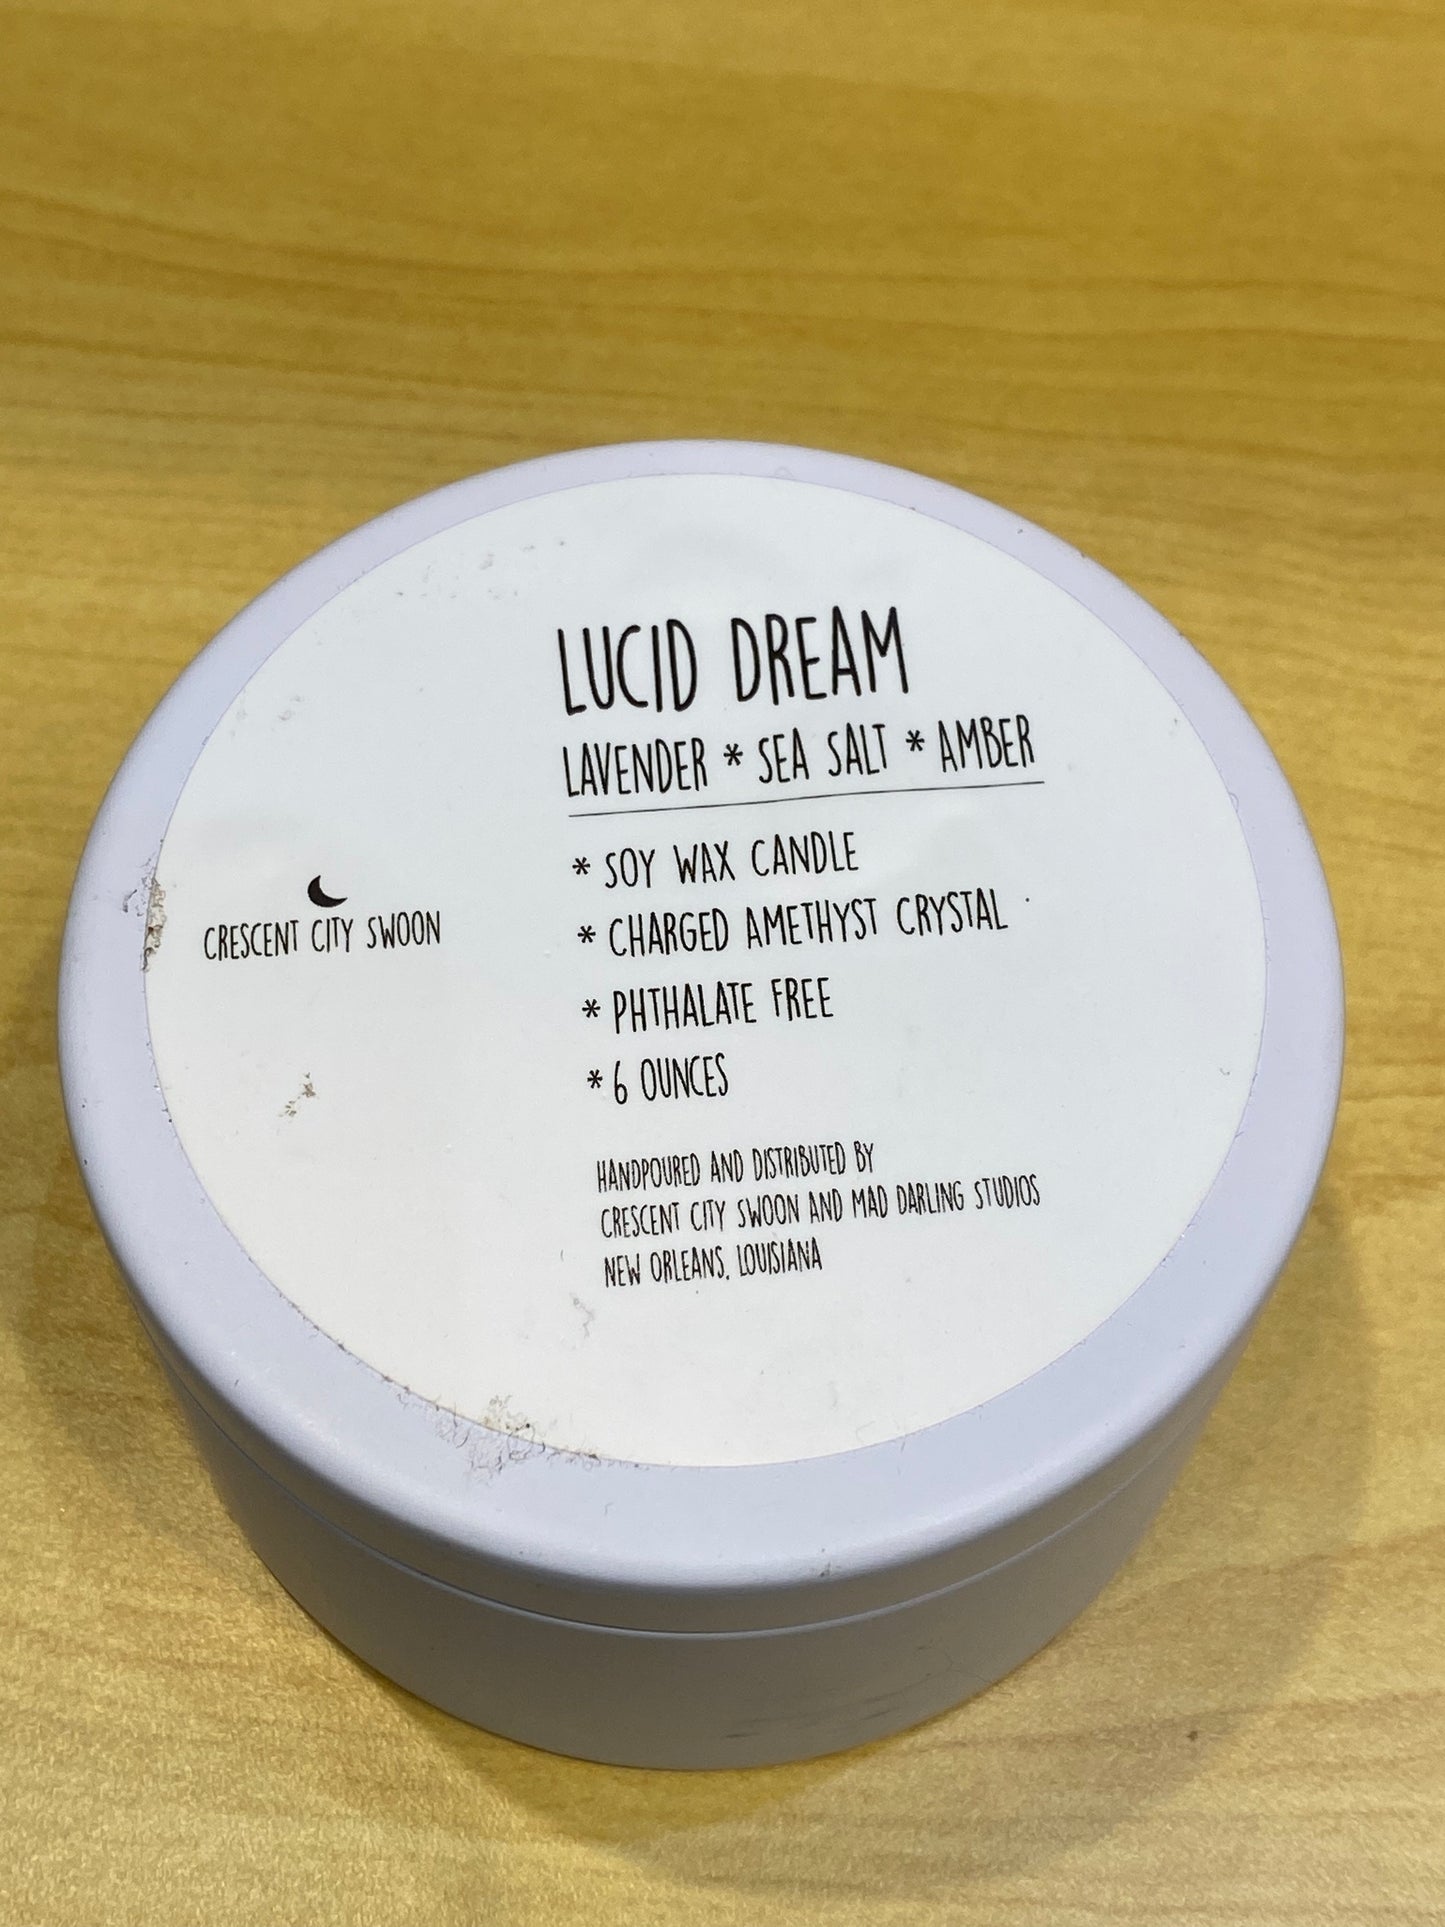 LUCID DREAM
LAVENDER * SEA SALT * AMBER
* SOY WAX CANDLE
* CHARGED AMETHYST CRYSTAL
* PHTHALATE FREE
* 6 OUNCES
CRESCENT CITY SWOON
HANDPOURED AND DISTRIBUTED BY
CRESCENT CITY SWOON AND MAD DARLING STUDIOS
NEW ORLEANS, LOUISIANA